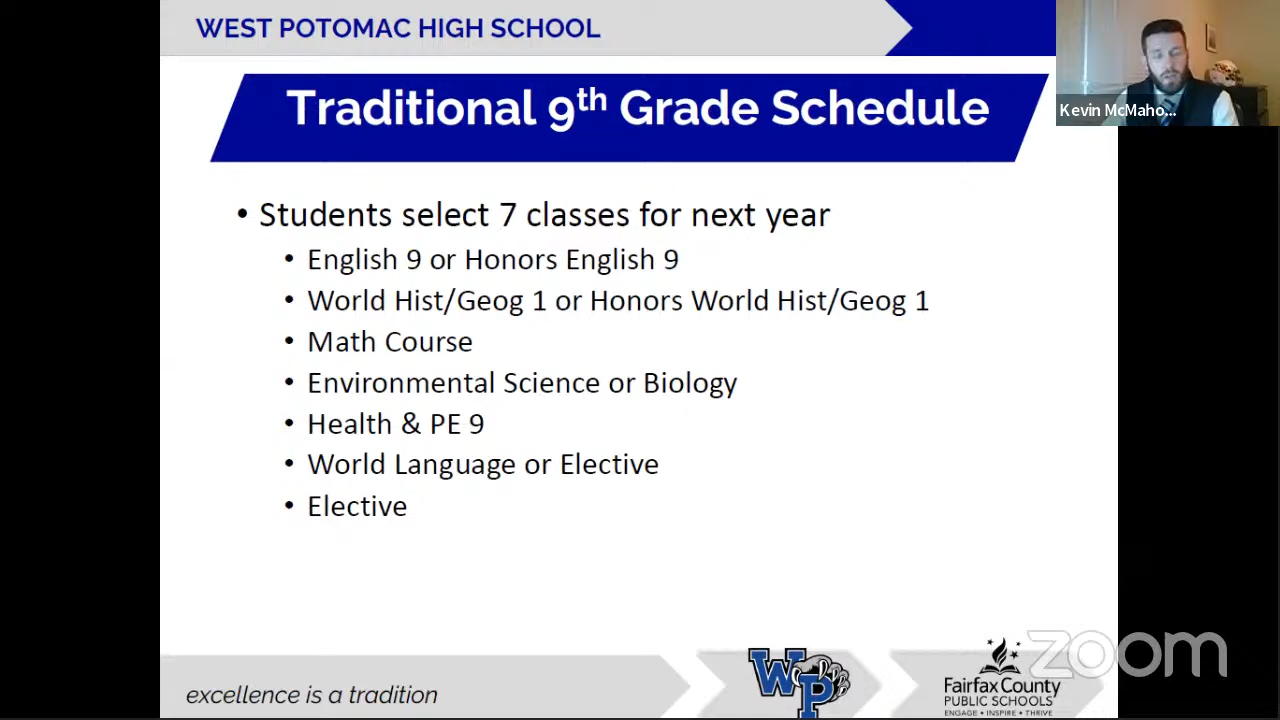 WEST POTOMAC HIGH SCHOOL
Kevin McMaho...
Traditional 9th Grade Schedule
• Students select 7 classes for next year
• English 9 or Honors English 9
• World Hist/Geog 1 or Honors World Hist/Geog 1
• Math Course
• Environmental Science or Biology
• Health & PE 9
• World Language or Elective
• Elective
excellence is a tradition
WP
Fairfax County
PUBLIC SCHOOLS
ENGAGE • INSPIRE • THRIVE
zoom